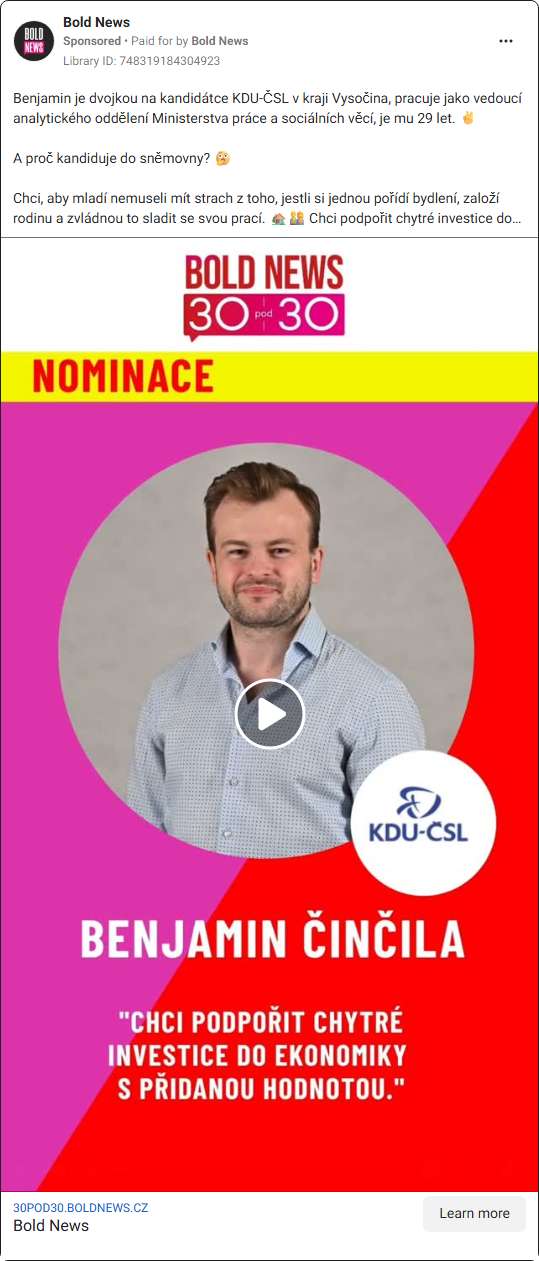 Bold News
Sponsored • Paid for by Bold News
Library ID: 748319184304923
Benjamin je dvojkou na kandidátce KDU-ČSL v kraji Vysočina, pracuje jako vedoucí
analytického oddělení Ministerstva práce a sociálních věcí, je mu 29 let. ✌️
A proč kandiduje do sněmovny? 🫣
Chci, aby mladí nemuseli mít strach z toho, jestli si jednou pořídí bydlení, založí
rodinu a zvládnou to sladit se svou prací. 🏠 👨‍👩‍👧 Chci podpořit chytré investice do...
BOLD NEWS
30 pod 30
NOMINACE
KDU-ČSL
BENJAMIN ČINČILA
"CHCI PODPOŘIT CHYTRÉ
INVESTICE DO EKONOMIKY
S PŘIDANOU HODNOTOU."
30POD30.BOLDNEWS.CZ
Bold News
Learn more